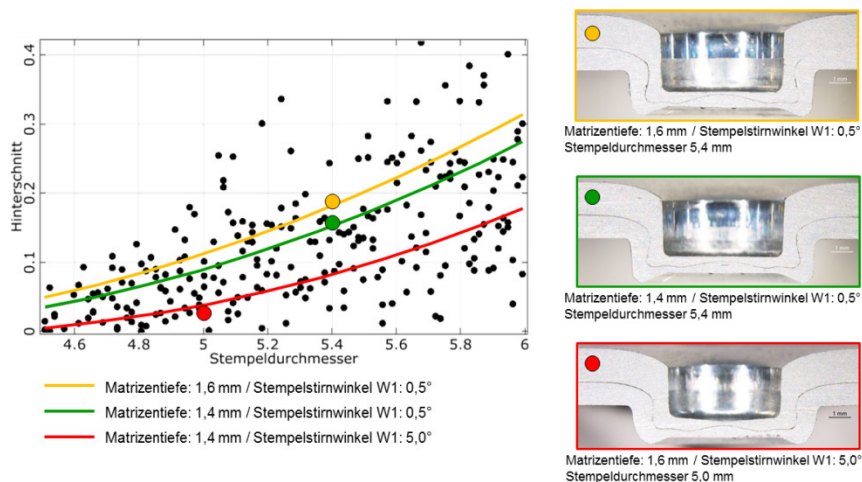 0.4
0.3
0.2
0.1
0
Hinterschnitt
4.6 4.8 5 5.2 5.4 5.6 5.8 6
Stempeldurchmesser
Matrizentiefe: 1,6 mm / Stempelstirnwinkel W1: 0,5°
Matrizentiefe: 1,4 mm / Stempelstirnwinkel W1: 0,5°
Matrizentiefe: 1,4 mm / Stempelstirnwinkel W1: 5,0°
1 mm
Matrizentiefe: 1,6 mm / Stempelstirnwinkel W1: 0,5°
Stempeldurchmesser 5,4 mm
1 mm
Matrizentiefe: 1,4 mm / Stempelstirnwinkel W1: 0,5°
Stempeldurchmesser 5,4 mm
1 mm
Matrizentiefe: 1,6 mm / Stempelstirnwinkel W1: 5,0°
Stempeldurchmesser 5,0 mm